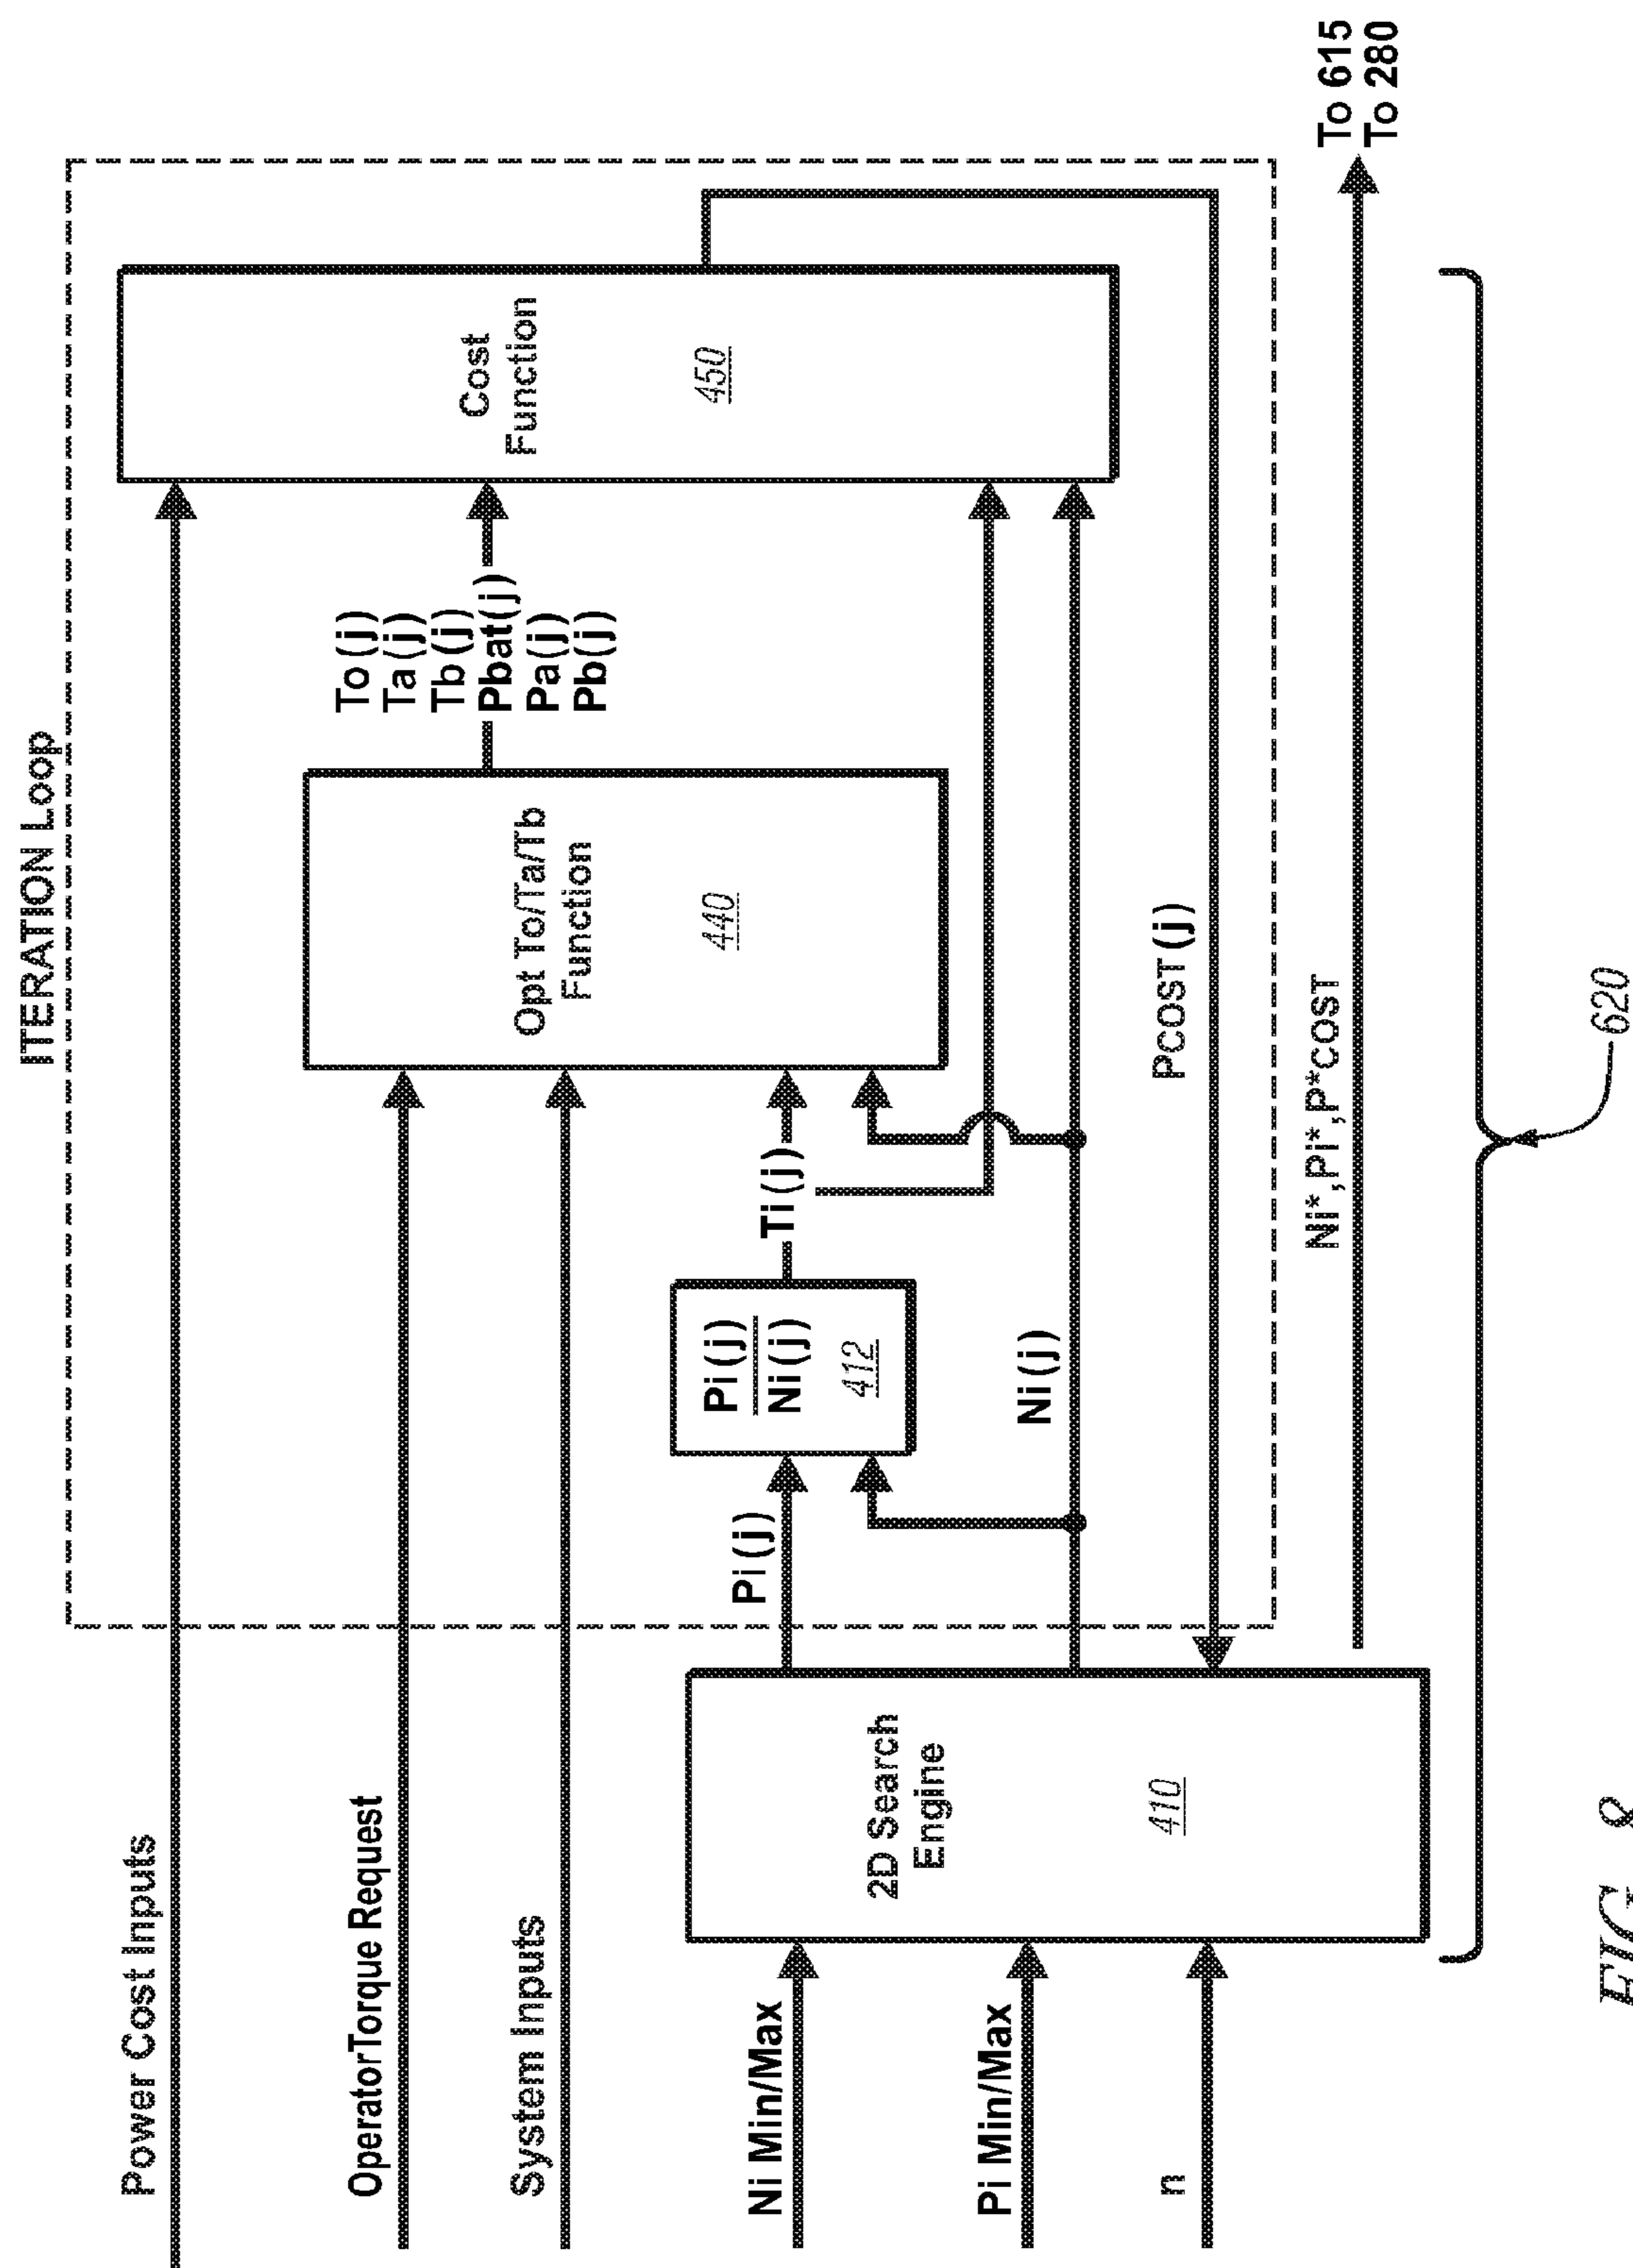 ITERATION Loop
Power Cost Inputs
OperatorTorque Request
System Inputs
Ni Min/Max
Pi Min/Max
n
2D Search
Engine
410
Pi(j)
Ni(j)
Pi(j)
Ni(j)
412
Ti(j)
Opt To/Ta/Tb
Function
440
To(j)
Ta(j)
Tb(j)
Pbat(j)
Pa(j)
Pb(j)
Cost
Function
450
PCOST(j)
Ni*,Pi*,P*COST
To 615
To 280
620
FIG. 8